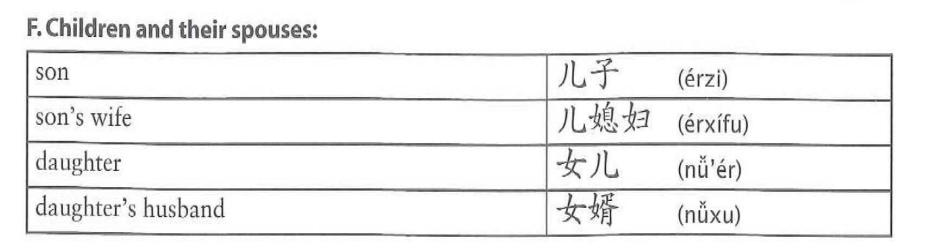 F. Children and their spouses:
son 儿子 (érzi)
son's wife 儿媳妇 (érxífu)
daughter 女儿 (nǚ'ér)
daughter's husband 女婿 (nǚxu)